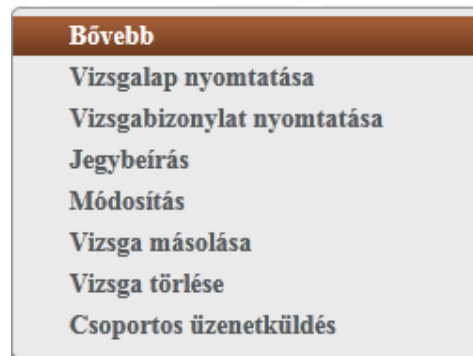 Bővebb
Vizsgalap nyomtatása
Vizsgabizonylat nyomtatása
Jegybeírás
Módosítás
Vizsga másolása
Vizsga törlése
Csoportos üzenetküldés